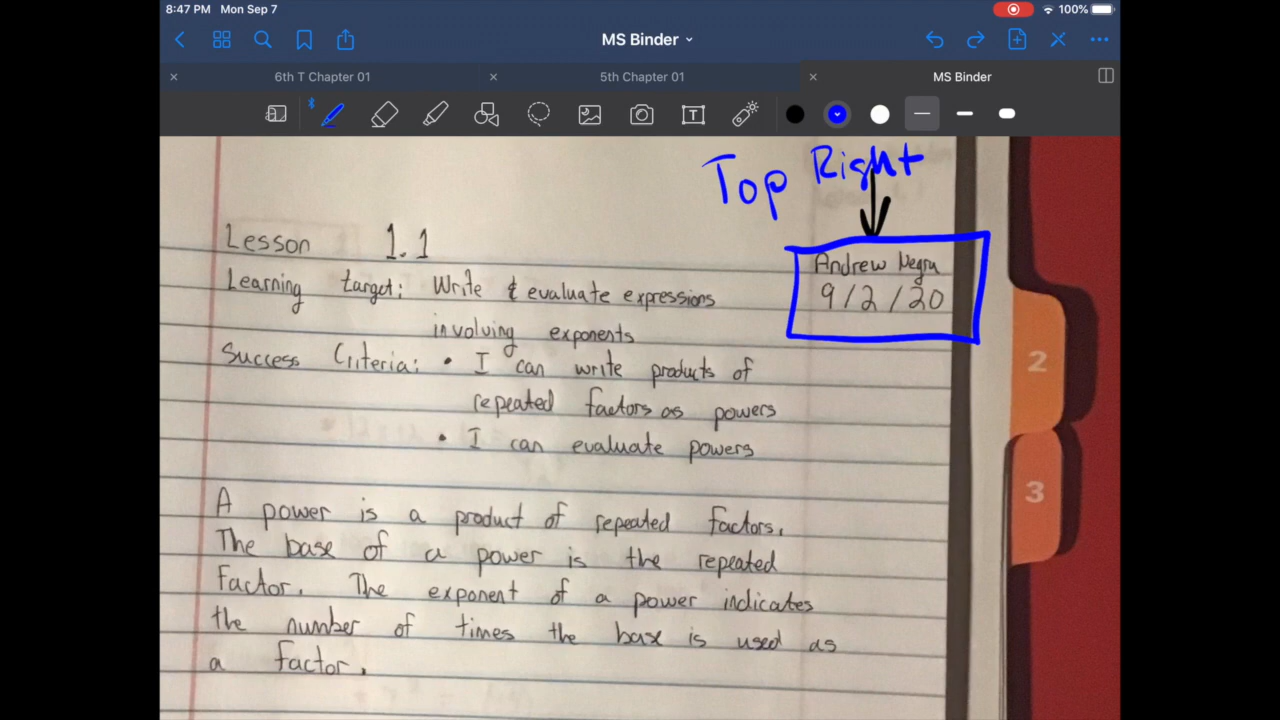 8:47 PM Mon Sep 7
100%
MS Binder
6th T Chapter 01
5th Chapter 01
MS Binder
T
Top Right
Lesson 1.1
Andrew Negru
9/2/20
Learning target: Write & evaluate expressions
involving exponents
Success Criteria: • I can write products of
repeated factors as powers
• I can evaluate powers
2
3
A power is a product of repeated factors.
The base of a power is the repeated
factor. The exponent of a power indicates
the number of times the base is used as
a factor.